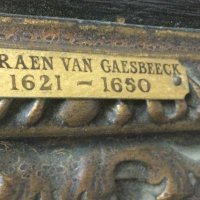 RAEN VAN GAESBEECK
1621 – 1650